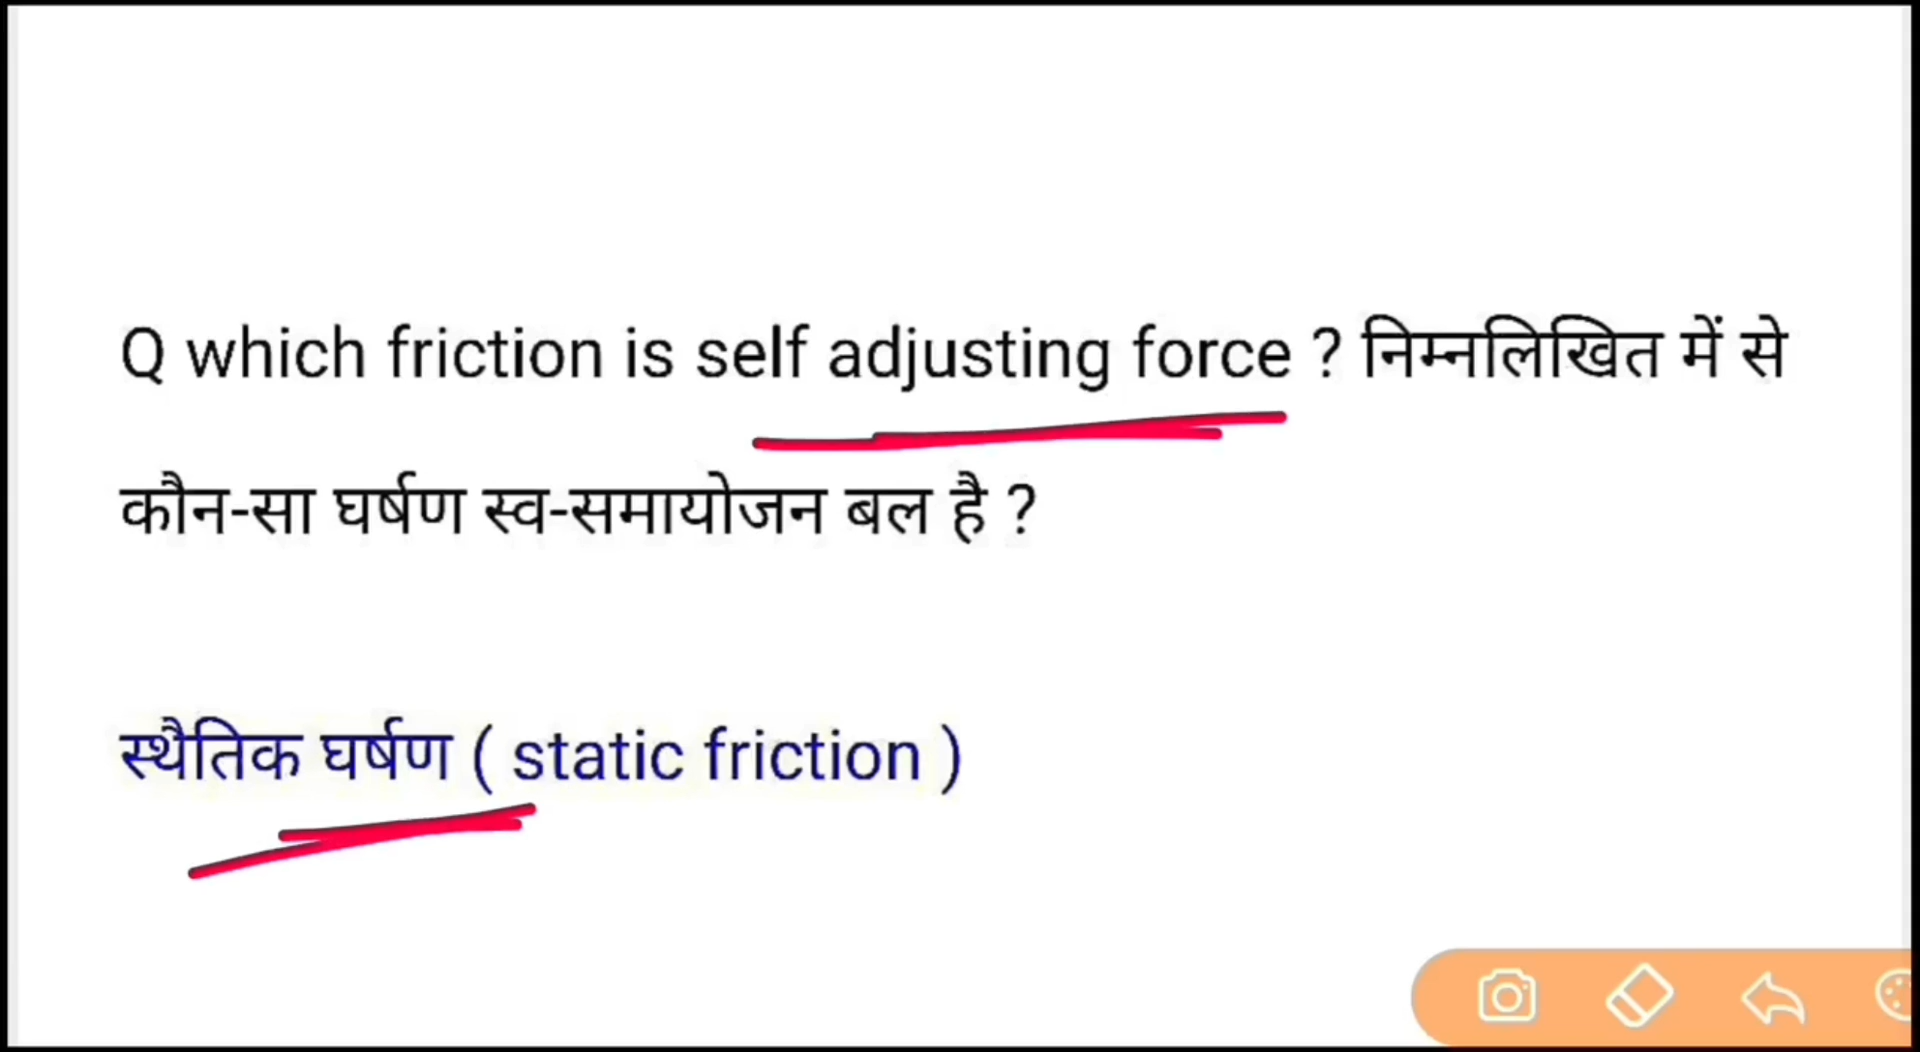 Q which friction is self adjusting force ? निम्नलिखित में से
कौन-सा घर्षण स्व-समायोजन बल है ?
स्थैतिक घर्षण ( static friction )